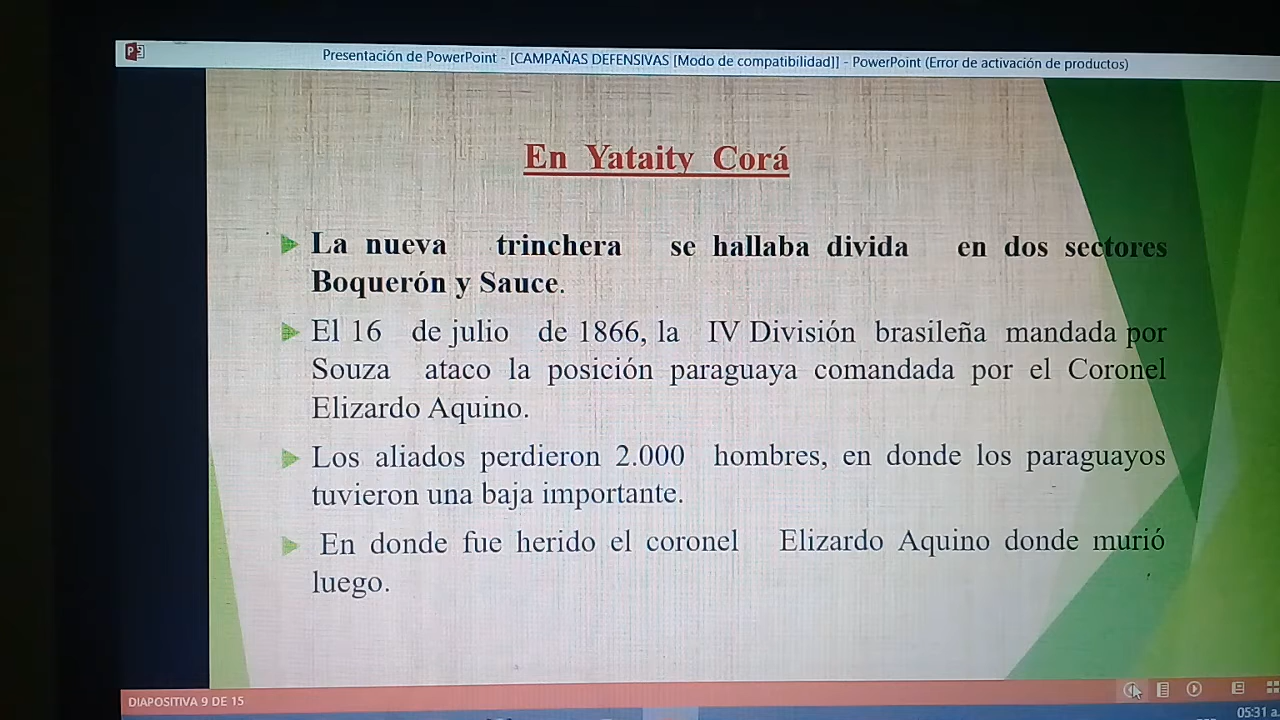 Presentación de PowerPoint - [CAMPAÑAS DEFENSIVAS [Modo de compatibilidad]] - PowerPoint (Error de activación de productos)
En Yataity Corá
La nueva trinchera se hallaba divida en dos sectores
Boquerón y Sauce.
El 16 de julio de 1866, la IV División brasileña mandada por
Souza ataco la posición paraguaya comandada por el Coronel
Elizardo Aquino.
Los aliados perdieron 2.000 hombres, en donde los paraguayos
tuvieron una baja importante.
En donde fue herido el coronel Elizardo Aquino donde murió
luego.
DIAPOSITIVA 9 DE 15
05:31 a.